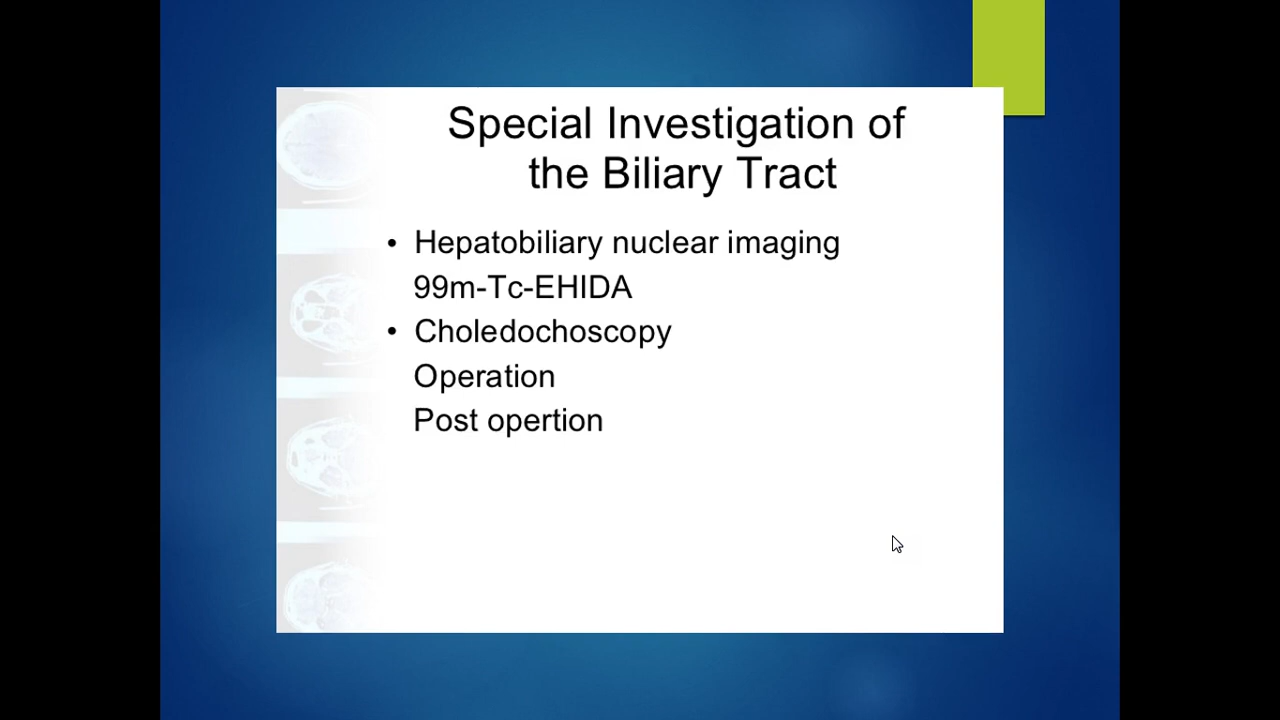 Special Investigation of
the Biliary Tract
• Hepatobiliary nuclear imaging
99m-Tc-EHIDA
• Choledochoscopy
Operation
Post opertion